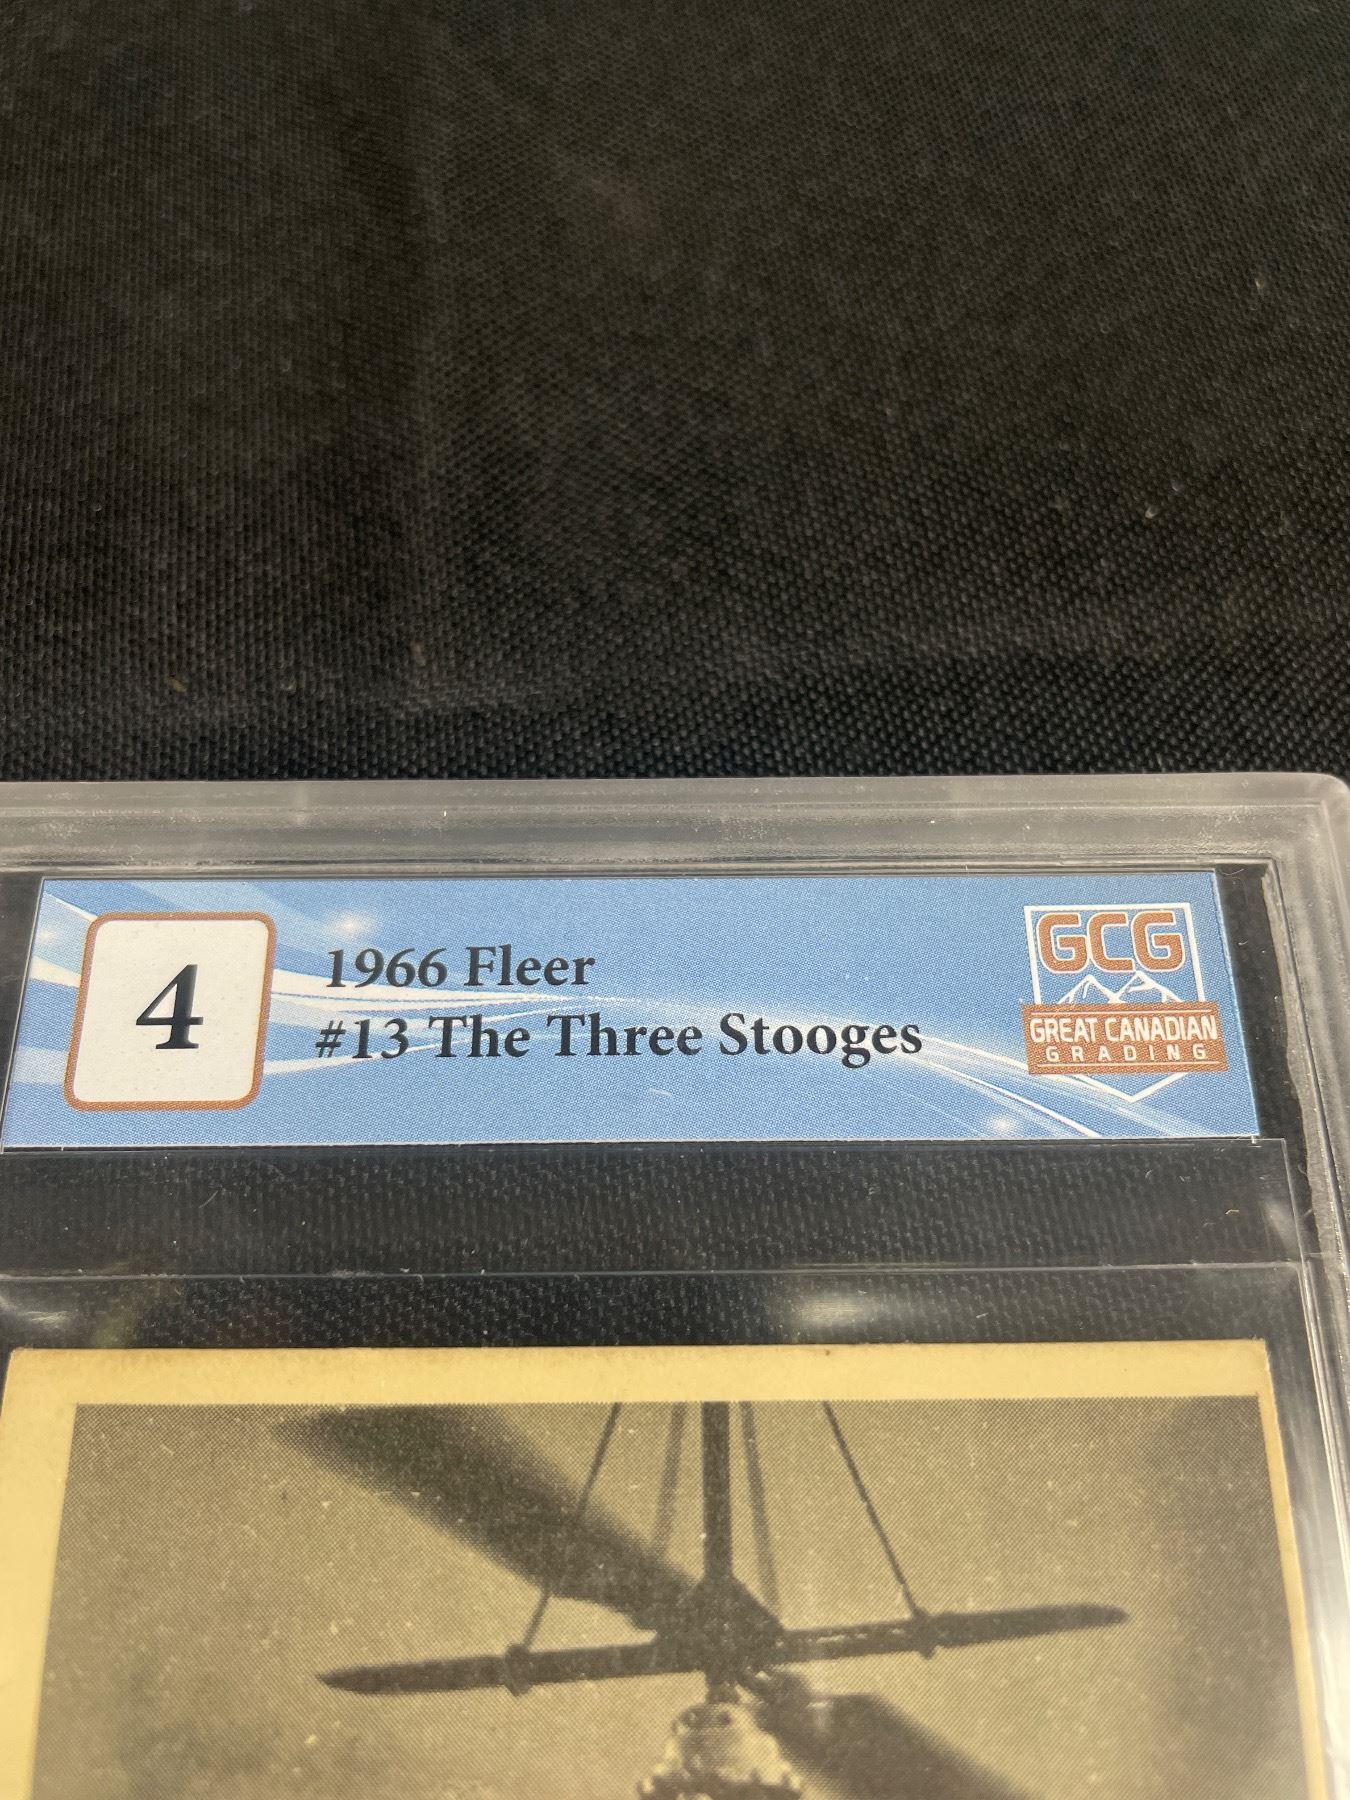 4
1966 Fleer
#13 The Three Stooges
GCG
GREAT CANADIAN
GRADING